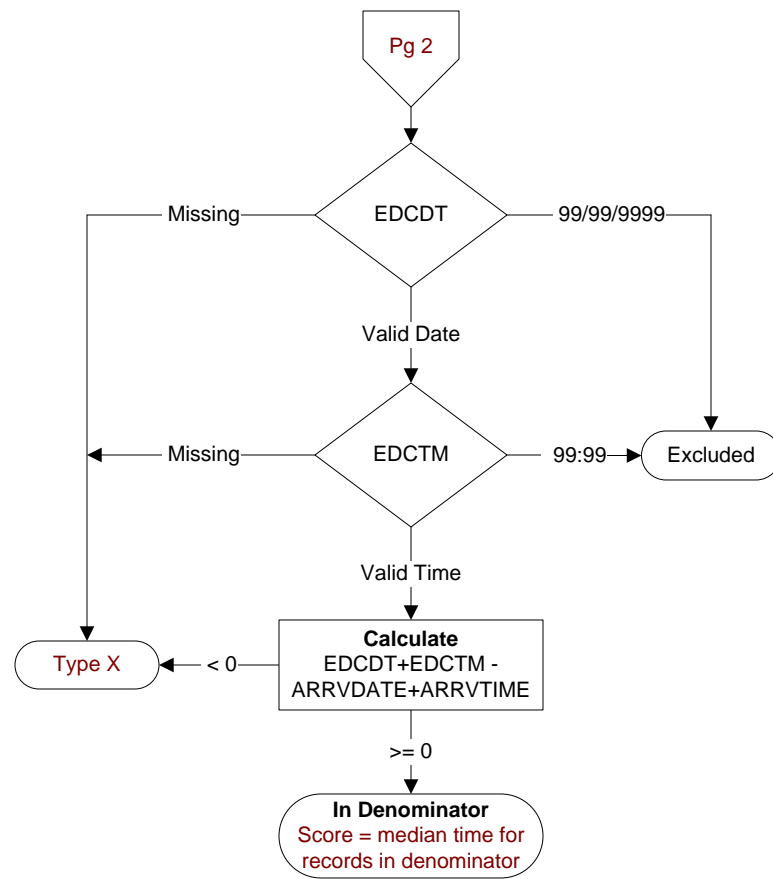 Pg 2
EDCDT
Missing
99/99/9999
Valid Date
EDCTM
Missing
99:99
Excluded
Valid Time
Calculate
EDCDT+EDCTM -
ARRVDATE+ARRVTIME
Type X
< 0
>= 0
In Denominator
Score = median time for
records in denominator